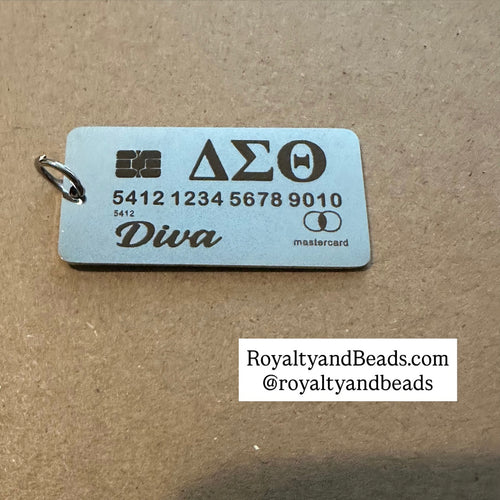 ΔΣΘ
5412 1234 5678 9010
5412
Diva
mastercard
RoyaltyandBeads.com
@royaltyandbeads